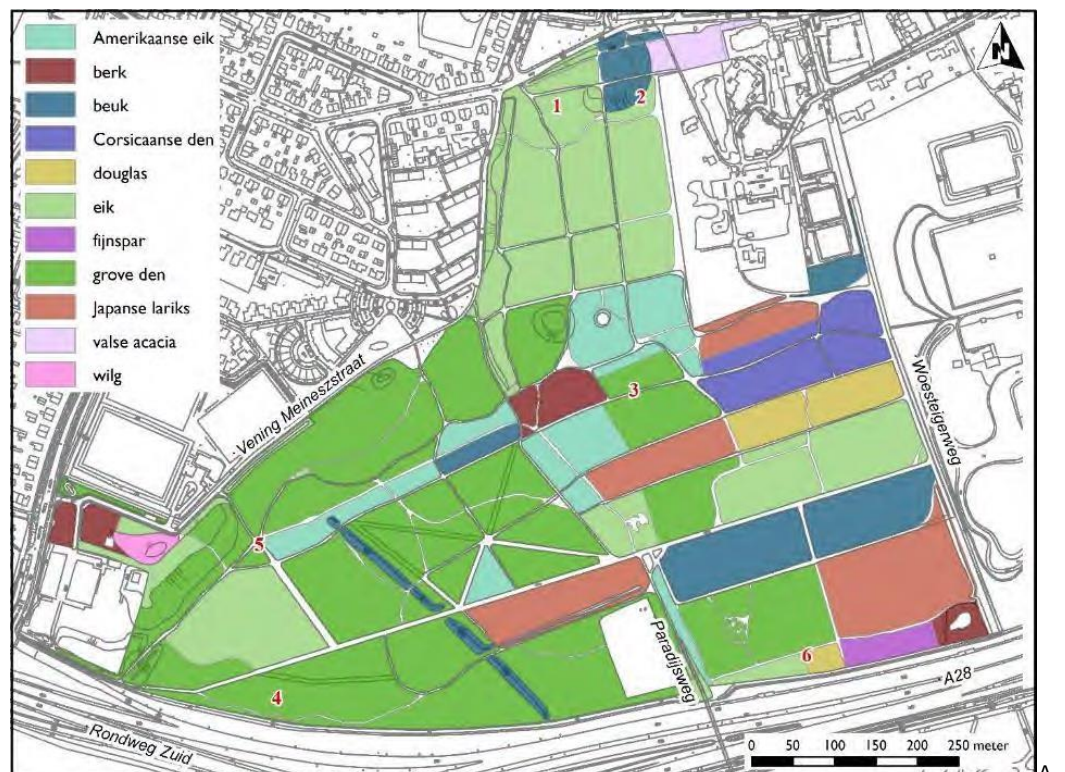 Amerikaanse eik
berk
beuk
Corsicaanse den
douglas
eik
fijnspar
grove den
Japanse lariks
valse acacia
wilg
N
1
2
3
4
5
6
Vening Meineszstraat
Woesteigerweg
Paradijsweg
A28
Rondweg Zuid
0 50 100 150 200 250 meter
A